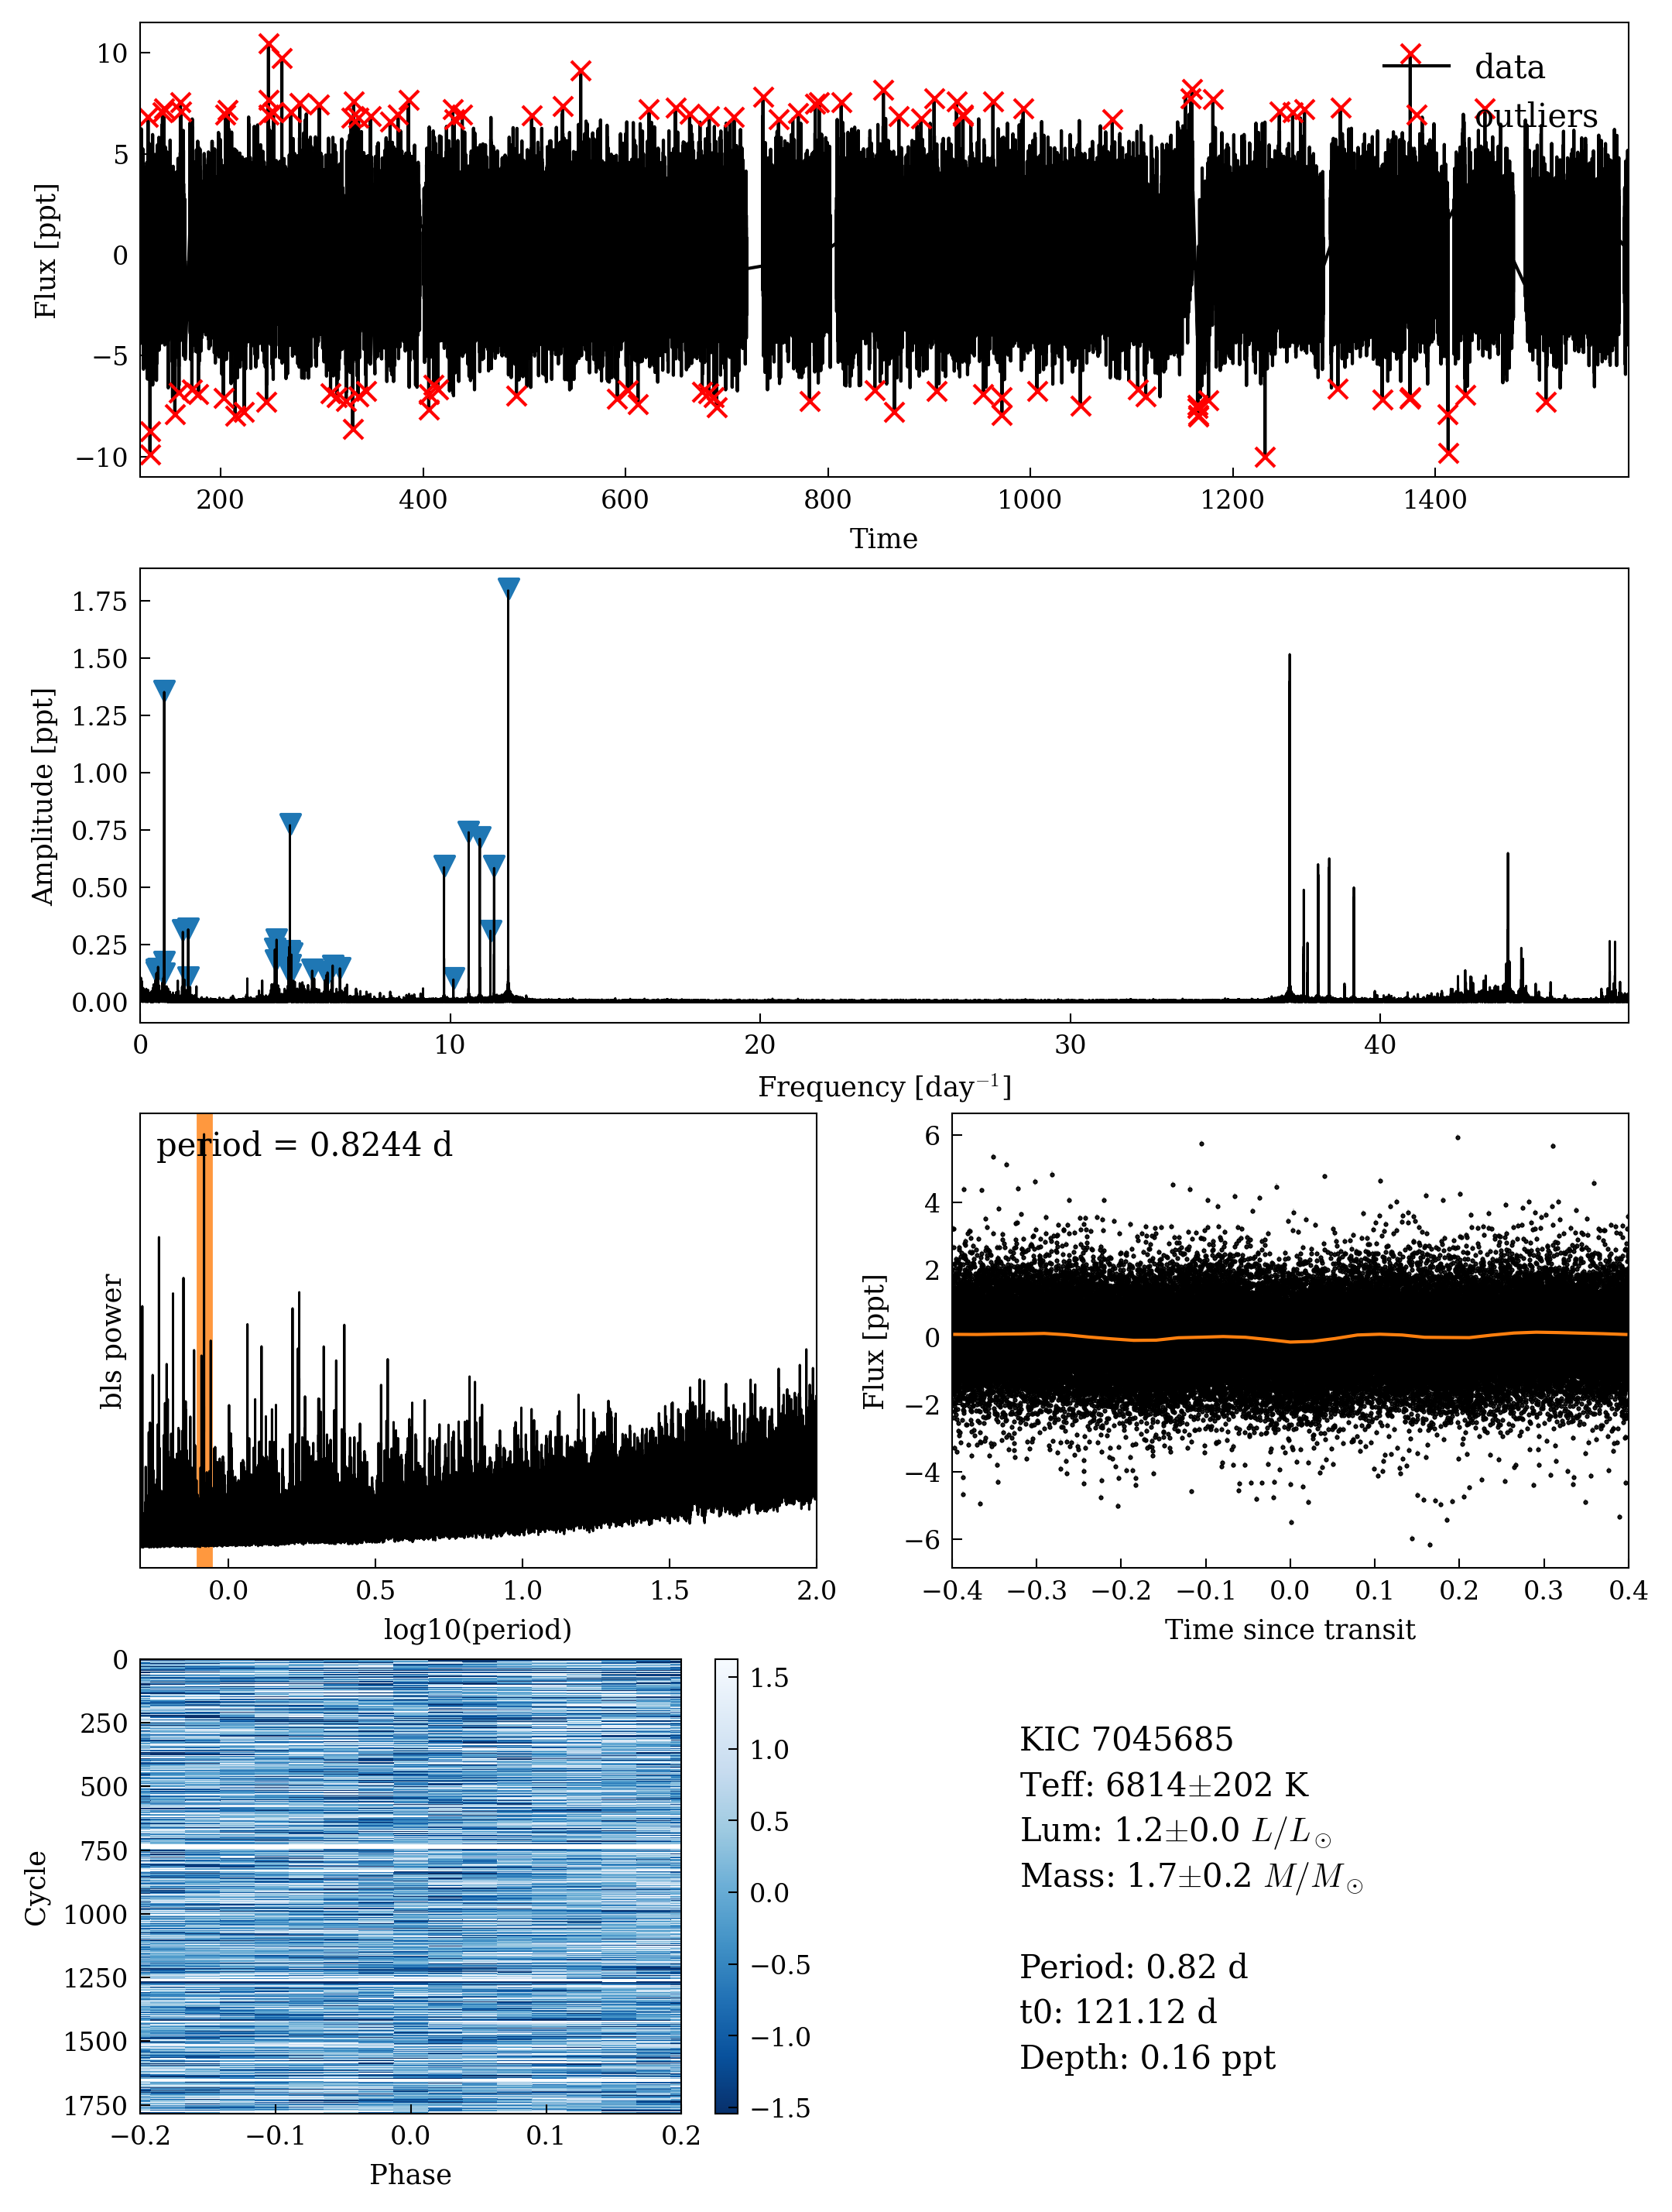 10
5
0
−5
−10
Flux [ppt]
data
outliers
200 400 600 800 1000 1200 1400
Time
1.75
1.50
1.25
1.00
0.75
0.50
0.25
0.00
Amplitude [ppt]
0 10 20 30 40
Frequency [day⁻¹]
period = 0.8244 d
bls power
0.0 0.5 1.0 1.5 2.0
log10(period)
6
4
2
0
−2
−4
−6
Flux [ppt]
−0.4 −0.3 −0.2 −0.1 0.0 0.1 0.2 0.3 0.4
Time since transit
0
250
500
750
1000
1250
1500
1750
Cycle
−0.2 −0.1 0.0 0.1 0.2
Phase
1.5
1.0
0.5
0.0
−0.5
−1.0
−1.5
KIC 7045685
Teff: 6814±202 K
Lum: 1.2±0.0 L/L⊙
Mass: 1.7±0.2 M/M⊙
Period: 0.82 d
t0: 121.12 d
Depth: 0.16 ppt